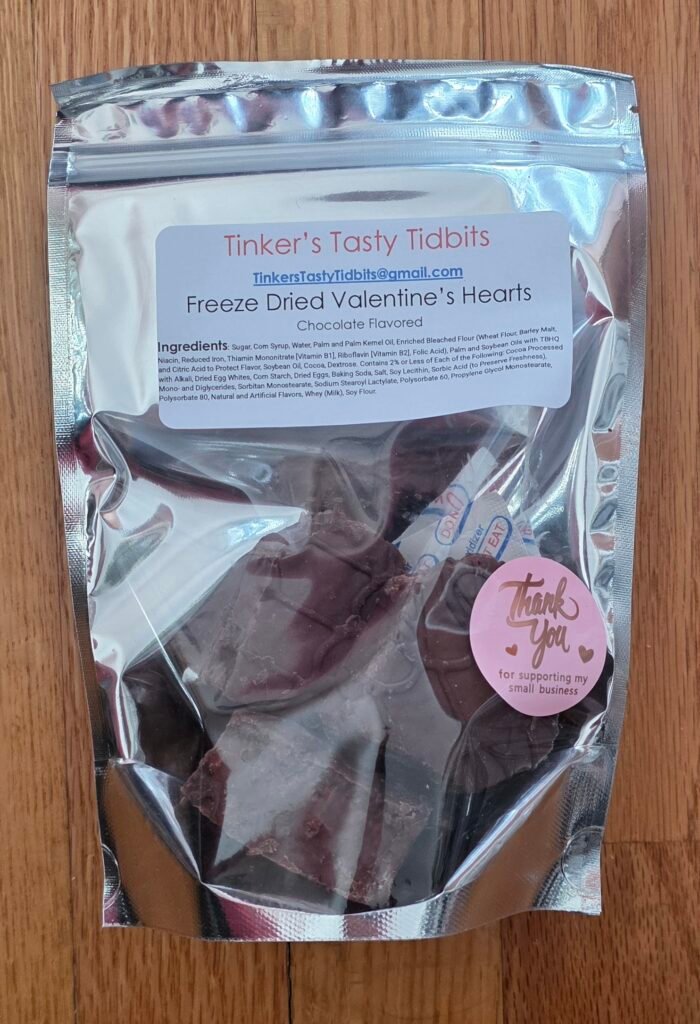 Tinker's Tasty Tidbits
TinkersTastyTidbits@gmail.com
Freeze Dried Valentine's Hearts
Chocolate Flavored
Ingredients: Sugar, Corn Syrup, Water, Palm and Palm Kernel Oil, Enriched Bleached Flour (Wheat Flour, Barley Malt,
Niacin, Reduced Iron, Thiamin Mononitrate [Vitamin B1], Riboflavin [Vitamin B2], Folic Acid), Palm and Soybean Oils with TBHQ
and Citric Acid to Protect Flavor, Soybean Oil, Cocoa, Dextrose. Contains 2% or Less of Each of the Following: Cocoa Processed
with Alkali, Dried Egg Whites, Corn Starch, Dried Eggs, Baking Soda, Salt, Soy Lecithin, Sorbic Acid (to Preserve Freshness),
Mono- and Diglycerides, Sorbitan Monostearate, Sodium Stearoyl Lactylate, Polysorbate 60, Propylene Glycol Monostearate,
Polysorbate 80, Natural and Artificial Flavors, Whey (Milk), Soy Flour.
DO NO
EAT
Thank
You
for supporting my
small business